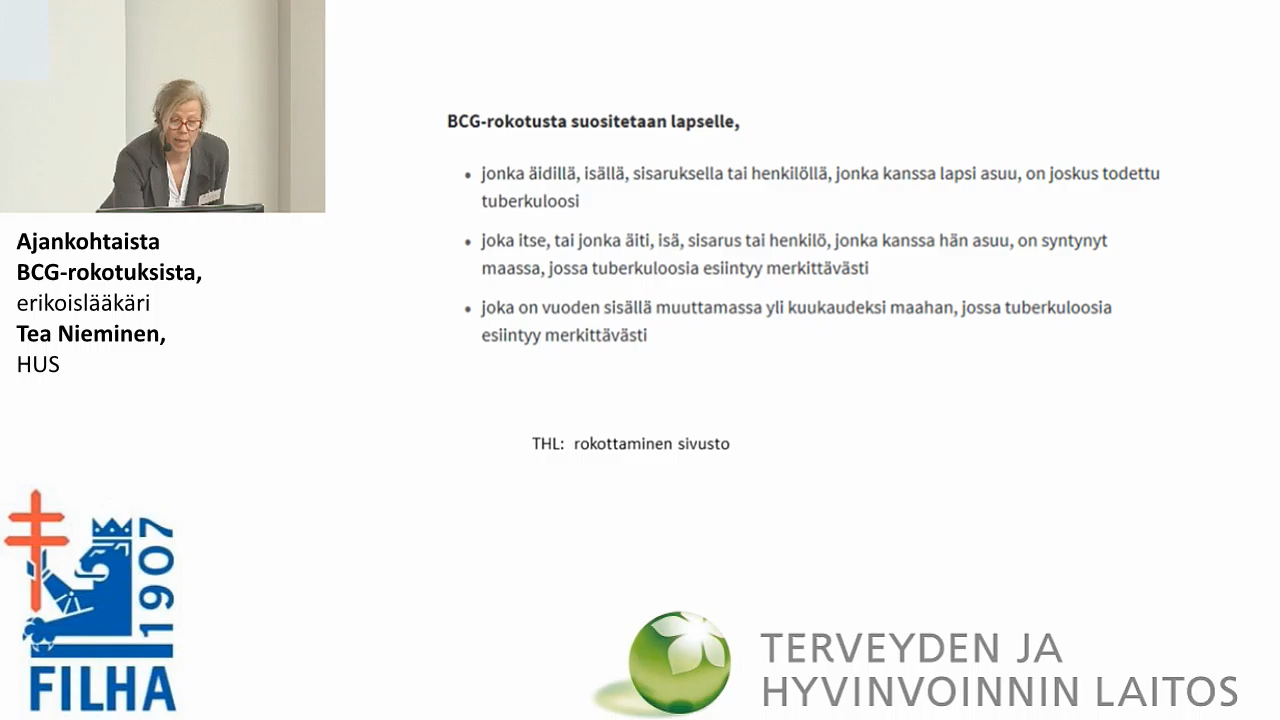 BCG-rokotusta suositetaan lapselle,
jonka äidillä, isällä, sisaruksella tai henkilöllä, jonka kanssa lapsi asuu, on joskus todettu
tuberkuloosi
joka itse, tai jonka äiti, isä, sisarus tai henkilö, jonka kanssa hän asuu, on syntynyt
maassa, jossa tuberkuloosia esiintyy merkittävästi
joka on vuoden sisällä muuttamassa yli kuukaudeksi maahan, jossa tuberkuloosia
esiintyy merkittävästi
THL: rokottaminen sivusto
Ajankohtaista
BCG-rokotuksista,
erikoislääkäri
Tea Nieminen,
HUS
1907
FILHA
TERVEYDEN JA
HYVINVOINNIN LAITOS